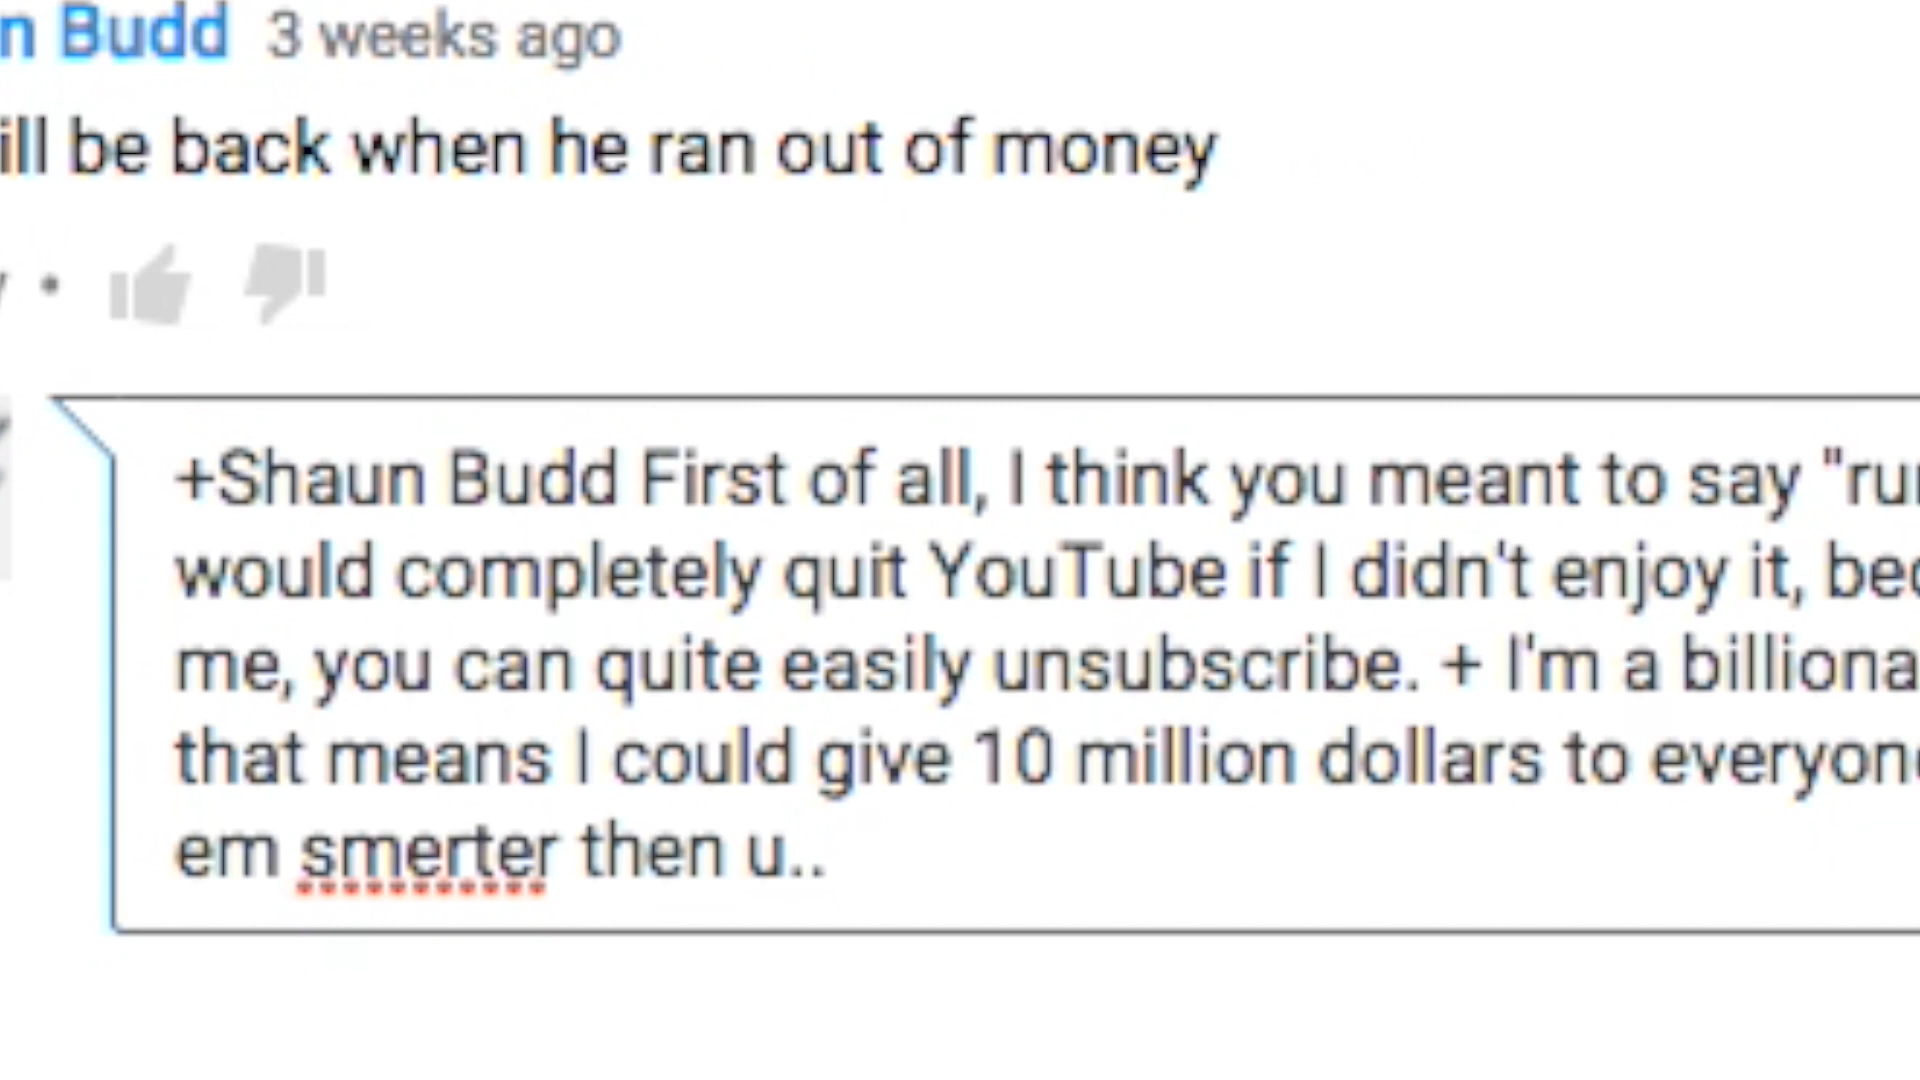 n Budd 3 weeks ago
ill be back when he ran out of money
+Shaun Budd First of all, I think you meant to say "ru
would completely quit YouTube if I didn't enjoy it, bec
me, you can quite easily unsubscribe. + I'm a billiona
that means I could give 10 million dollars to everyone
em smerter then u..